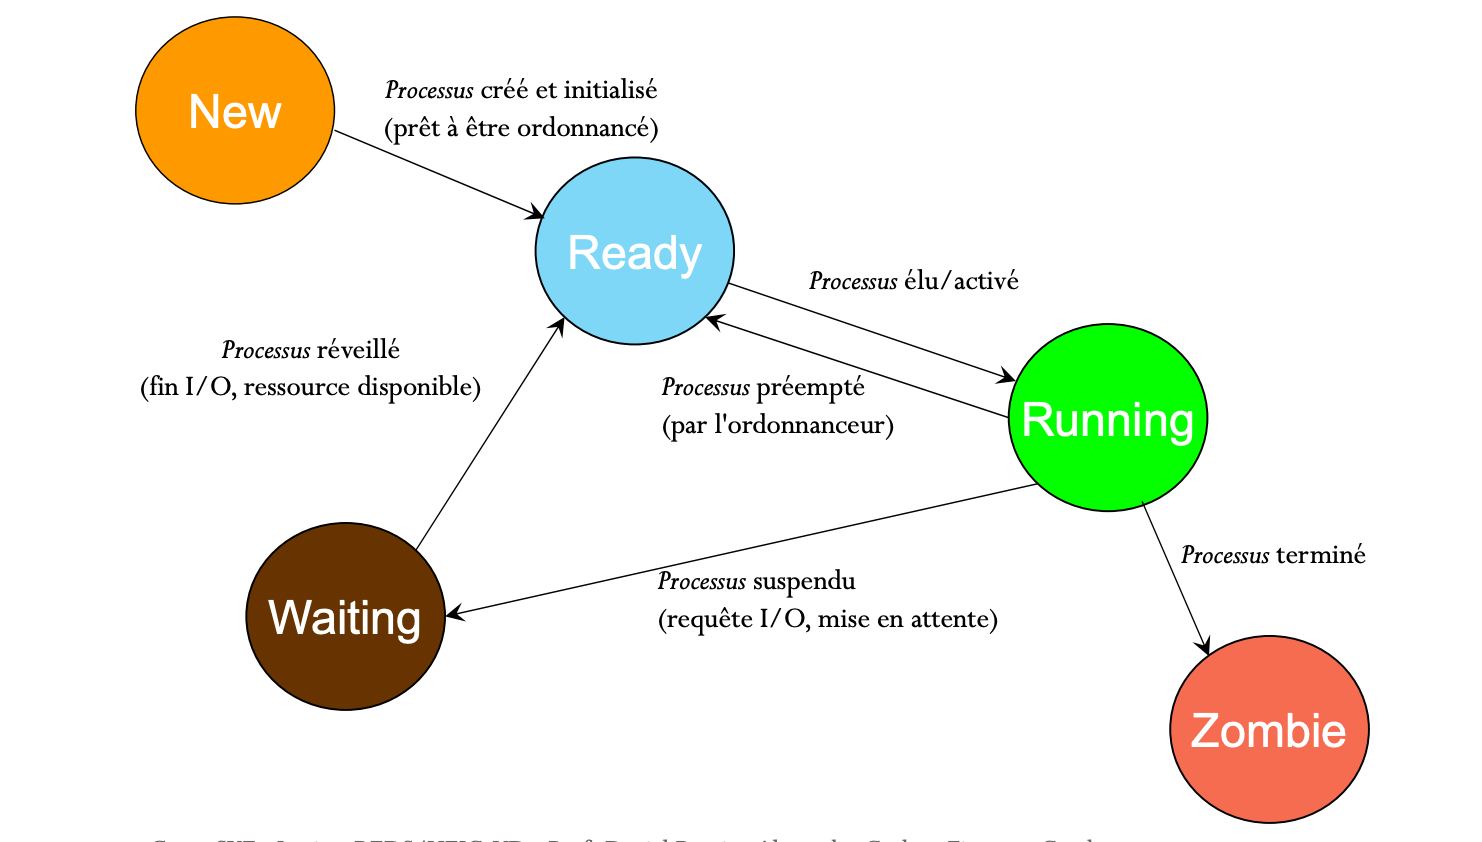 New
Processus créé et initialisé
(prêt à être ordonnancé)
Ready
Processus élu/activé
Processus réveillé
(fin I/O, ressource disponible)
Processus préempté
(par l'ordonnanceur)
Running
Waiting
Processus suspendu
(requête I/O, mise en attente)
Processus terminé
Zombie